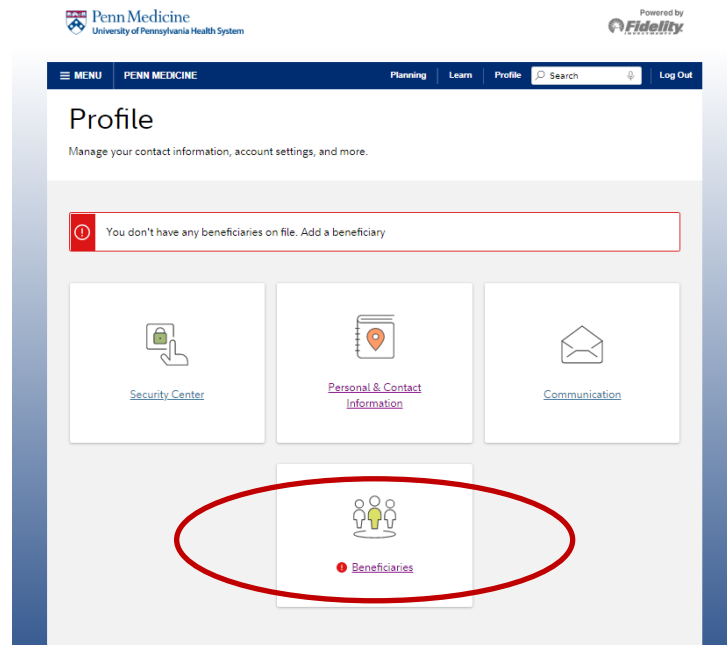 Penn Medicine
University of Pennsylvania Health System
Powered by
Fidelity
INVESTMENTS
MENU PENN MEDICINE Planning Learn Profile Search Log Out
Profile
Manage your contact information, account settings, and more.
You don't have any beneficiaries on file. Add a beneficiary
Security Center
Personal & Contact
Information
Communication
Beneficiaries